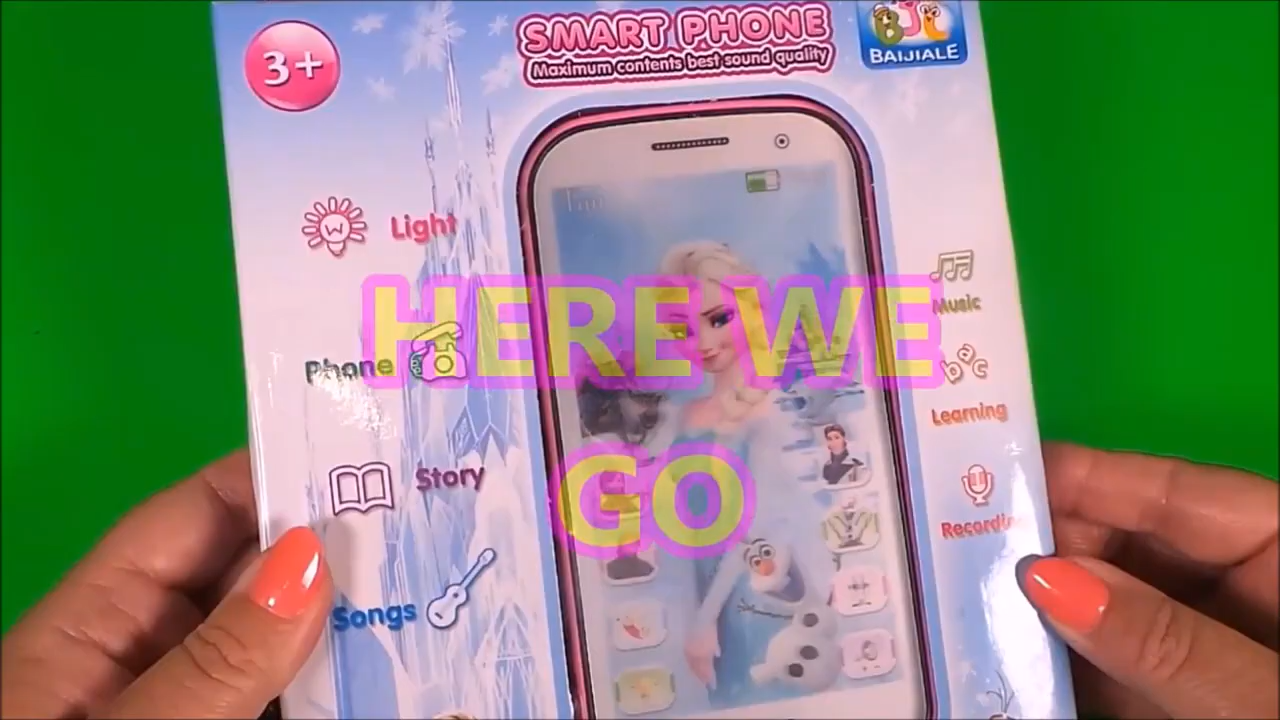 3+
SMART PHONE
Maximum contents best sound quality
BJL
BAIJIALE
Light
Phone
Story
Songs
Music
abc
Learning
Recording
HERE WE
GO